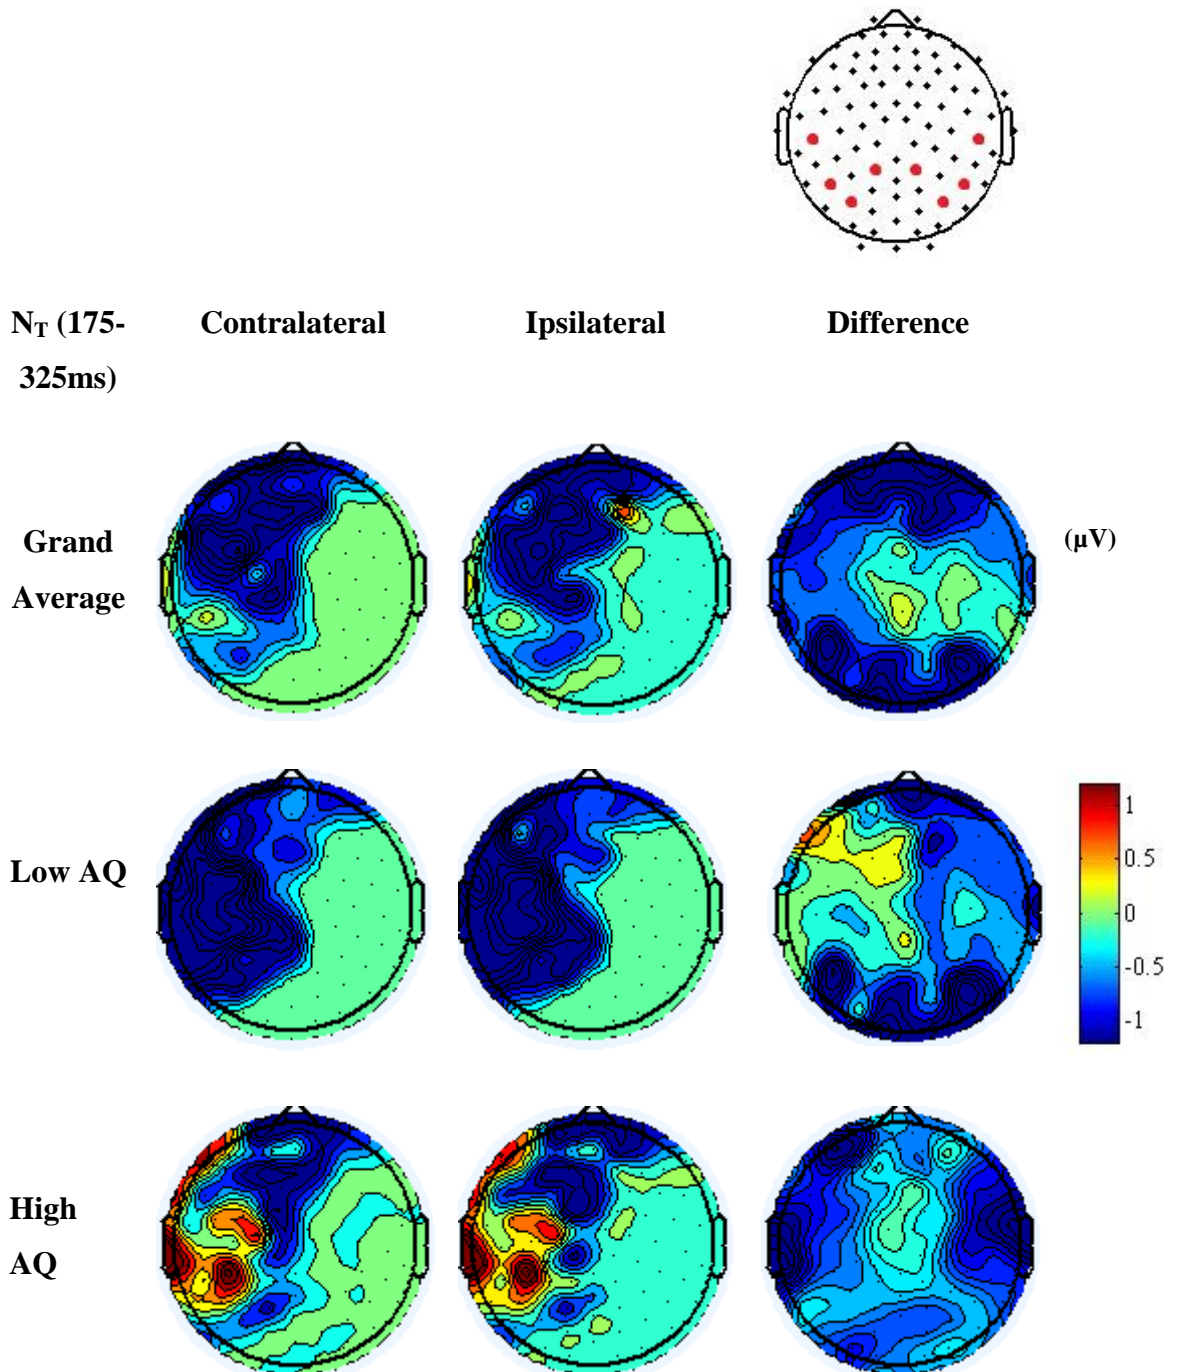 N_T (175-
325ms)
Contralateral
Ipsilateral
Difference
Grand
Average
(µV)
Low AQ
1
0.5
0
-0.5
-1
High
AQ